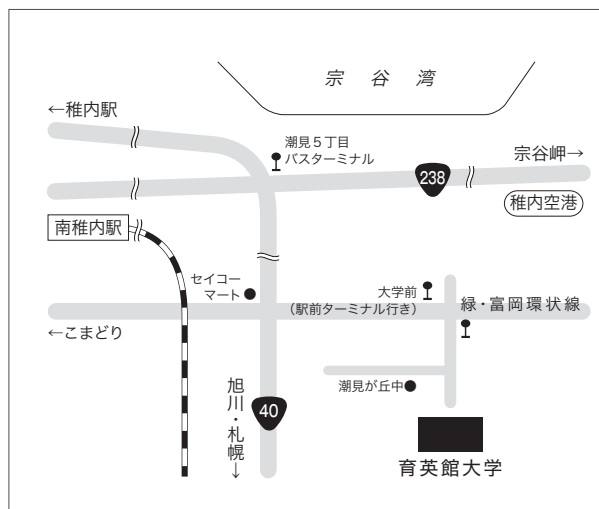 宗谷湾
←稚内駅
潮見5丁目
バスターミナル
宗谷岬→
238
稚内空港
南稚内駅
セイコー
マート
大学前
(駅前ターミナル行き)
緑・富岡環状線
←こまどり
旭川・札幌→
40
潮見が丘中
育英館大学